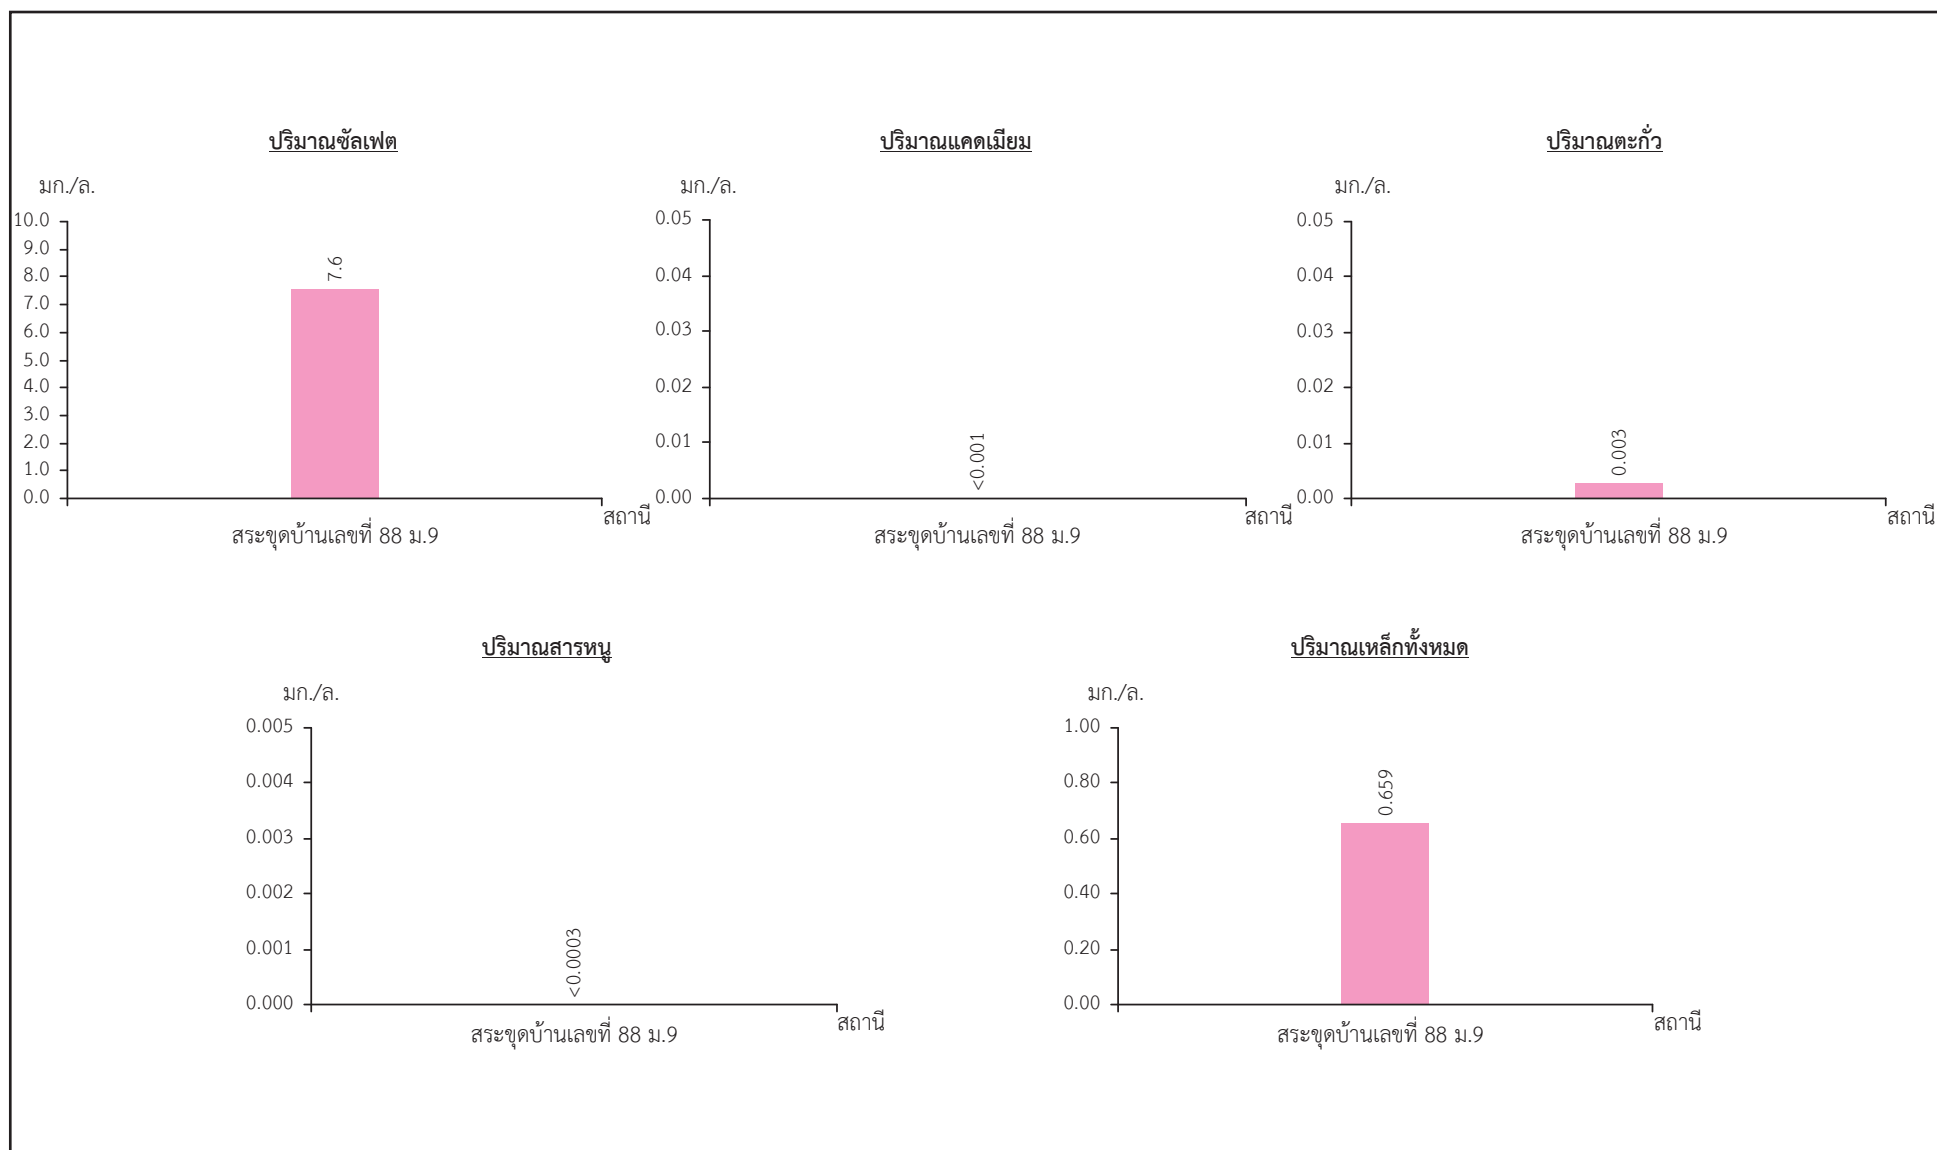 ปริมาณซัลเฟต
มก./ล.
10.0
9.0
8.0
7.0
6.0
5.0
4.0
3.0
2.0
1.0
0.0
7.6
สถานี
สระขุดบ้านเลขที่ 88 ม.9
ปริมาณแคดเมียม
มก./ล.
0.05
0.04
0.03
0.02
0.01
0.00
<0.001
สถานี
สระขุดบ้านเลขที่ 88 ม.9
ปริมาณตะกั่ว
มก./ล.
0.05
0.04
0.03
0.02
0.01
0.00
0.003
สถานี
สระขุดบ้านเลขที่ 88 ม.9
ปริมาณสารหนู
มก./ล.
0.005
0.004
0.003
0.002
0.001
0.000
<0.0003
สถานี
สระขุดบ้านเลขที่ 88 ม.9
ปริมาณเหล็กทั้งหมด
มก./ล.
1.00
0.80
0.60
0.40
0.20
0.00
0.659
สถานี
สระขุดบ้านเลขที่ 88 ม.9